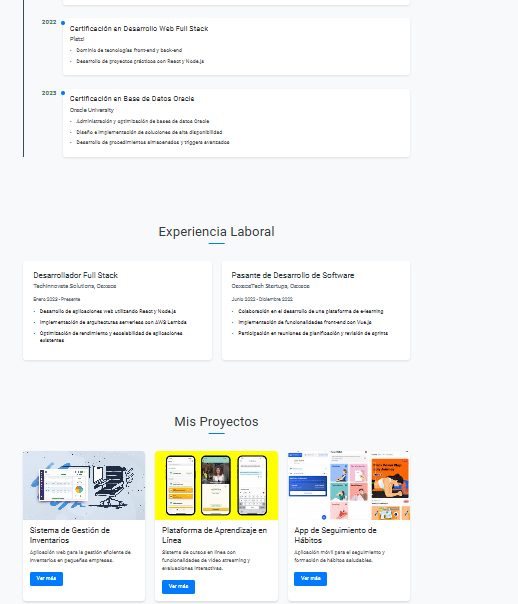 2022
Certificación en Desarrollo Web Full Stack
Platzi
Dominio de tecnologías front-end y back-end
Desarrollo de proyectos prácticos con React y Node.js
2023
Certificación en Base de Datos Oracle
Oracle University
Administración y optimización de bases de datos Oracle
Diseño e implementación de soluciones de alta disponibilidad
Desarrollo de procedimientos almacenados y triggers avanzados
Experiencia Laboral
Desarrollador Full Stack
TechInnovate Solutions, Oaxaca
Enero 2023 - Presente
Desarrollo de aplicaciones web utilizando React y Node.js
Implementación de arquitecturas serverless con AWS Lambda
Optimización de rendimiento y escalabilidad de aplicaciones
existentes
Pasante de Desarrollo de Software
OaxacaTech Startups, Oaxaca
Junio 2022 - Diciembre 2022
Colaboración en el desarrollo de una plataforma de e-learning
Implementación de funcionalidades frontend con Vue.js
Participación en reuniones de planificación y revisión de sprints
Mis Proyectos
Sistema de Gestión de
Inventarios
Aplicación web para la gestión eficiente de
inventarios en pequeñas empresas.
Ver más
Plataforma de Aprendizaje en
Línea
Sistema de cursos en línea con
funcionalidades de video streaming y
evaluaciones interactivas.
Ver más
App de Seguimiento de
Hábitos
Aplicación móvil para el seguimiento y
formación de hábitos saludables.
Ver más